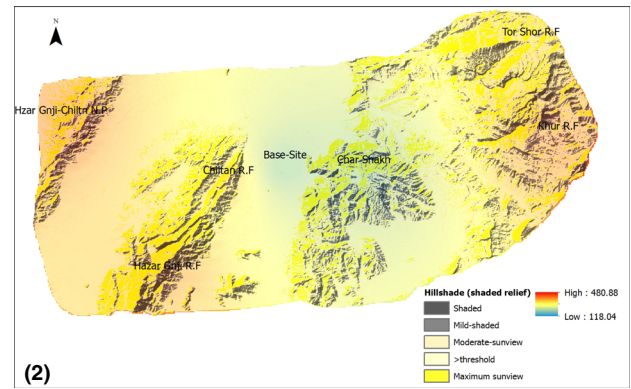 N
Tor Shor R.F
Hzar Gnji-Chiltn N.P
Khur R.F
Base-Site
Char Shakh
Chiltan R.F
Hazar Gnji R.F
Hillshade (shaded relief)
Shaded
Mild-shaded
Moderate-sunview
>threshold
Maximum sunview
High : 480.88
Low : 118.04
(2)